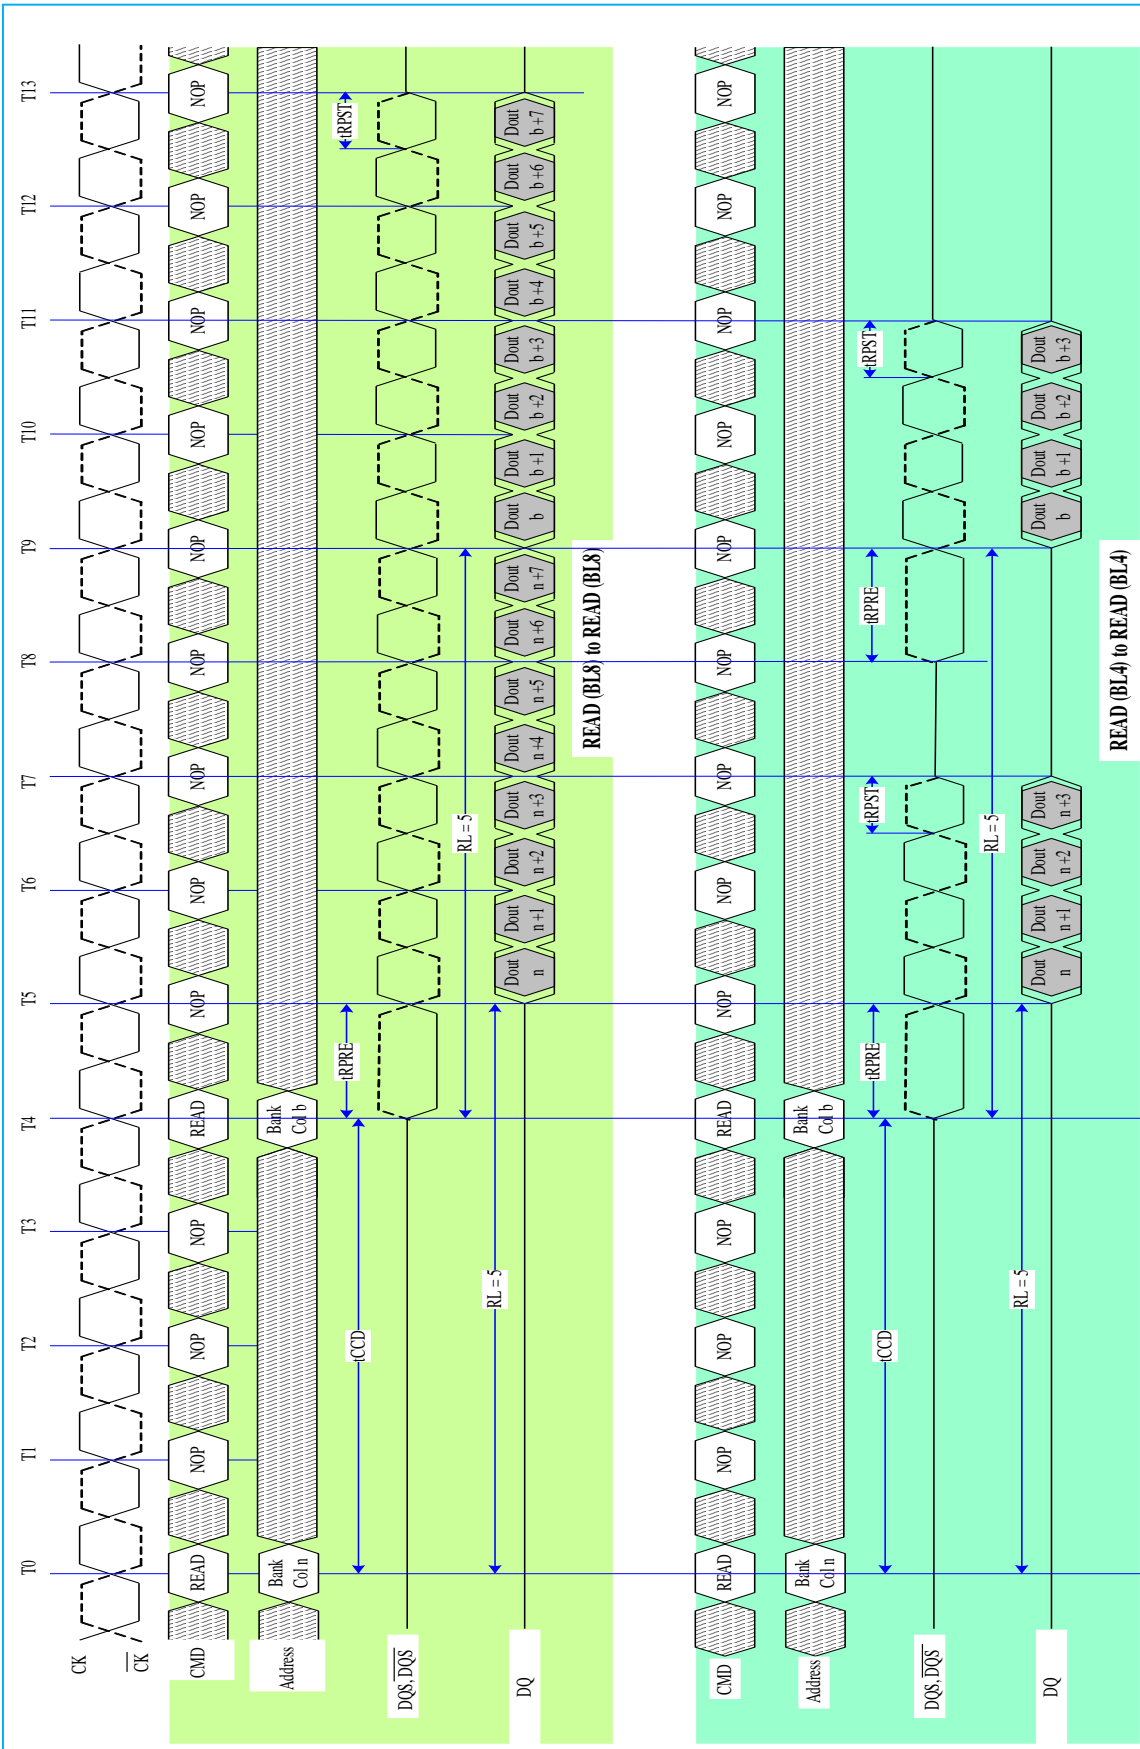 T0 T1 T2 T3 T4 T5 T6 T7 T8 T9 T10 T11 T12 T13
CK
CK
CMD READ NOP NOP NOP READ NOP NOP NOP NOP NOP NOP NOP NOP NOP
Address Bank Col n Bank Col b
tRPRE tRPST
tCCD
DQS, DQS
RL = 5
RL = 5
DQ Dout n Dout n+1 Dout n+2 Dout n+3 Dout n+4 Dout n+5 Dout n+6 Dout n+7 Dout b Dout b+1 Dout b+2 Dout b+3 Dout b+4 Dout b+5 Dout b+6 Dout b+7
READ (BL8) to READ (BL8)
CMD READ NOP NOP NOP READ NOP NOP NOP NOP NOP NOP NOP NOP NOP
Address Bank Col n Bank Col b
tRPRE tRPST tRPRE tRPST
tCCD
DQS, DQS
RL = 5
RL = 5
DQ Dout n Dout n+1 Dout n+2 Dout n+3 Dout b Dout b+1 Dout b+2 Dout b+3
READ (BL4) to READ (BL4)